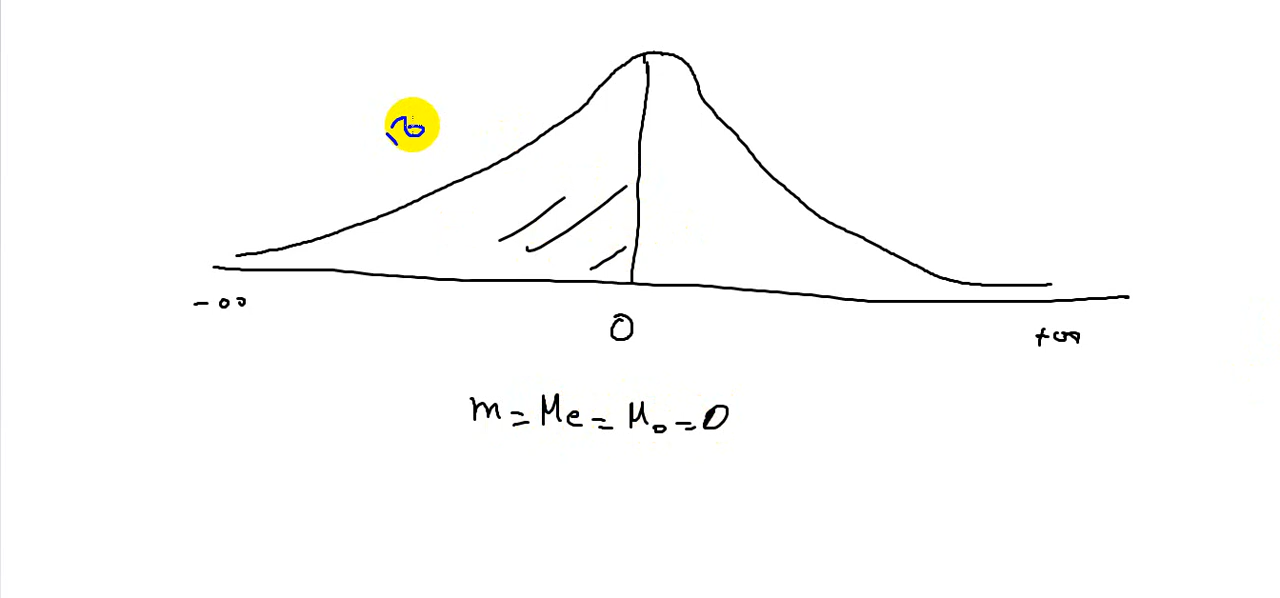 -∞
0
+∞
m = Me = Mo = 0